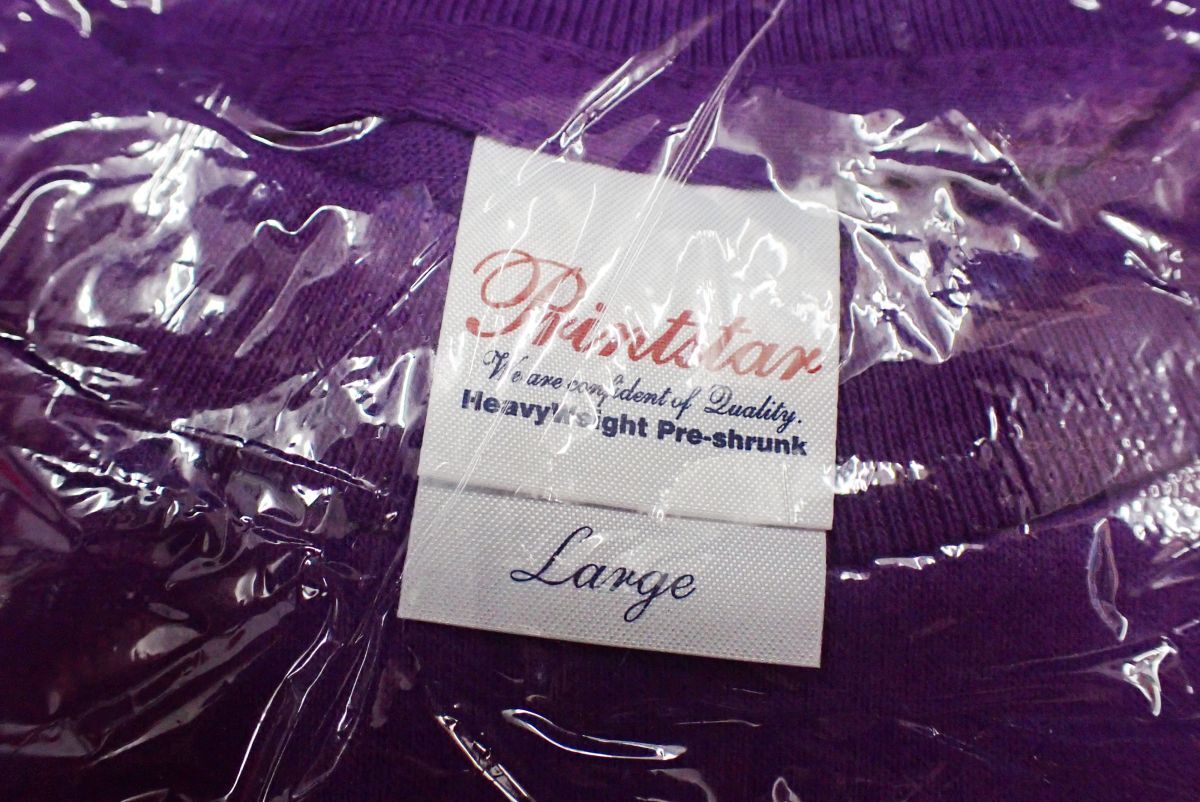 Printstar
We are confident of Quality.
HeavyWeight Pre-shrunk
Large